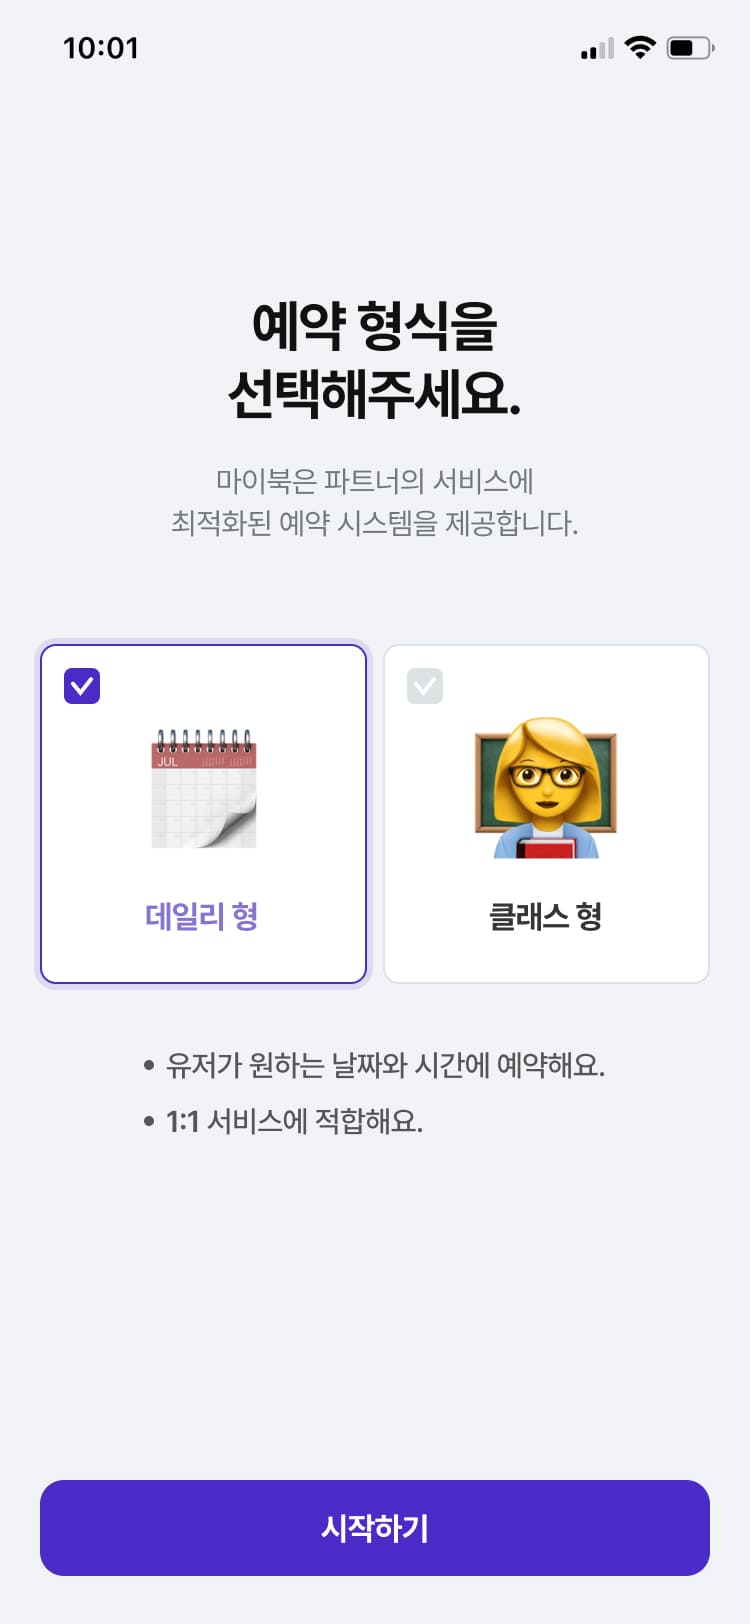 10:01
예약 형식을
선택해주세요.
마이북은 파트너의 서비스에
최적화된 예약 시스템을 제공합니다.
JUL
데일리 형
클래스 형
• 유저가 원하는 날짜와 시간에 예약해요.
• 1:1 서비스에 적합해요.
시작하기